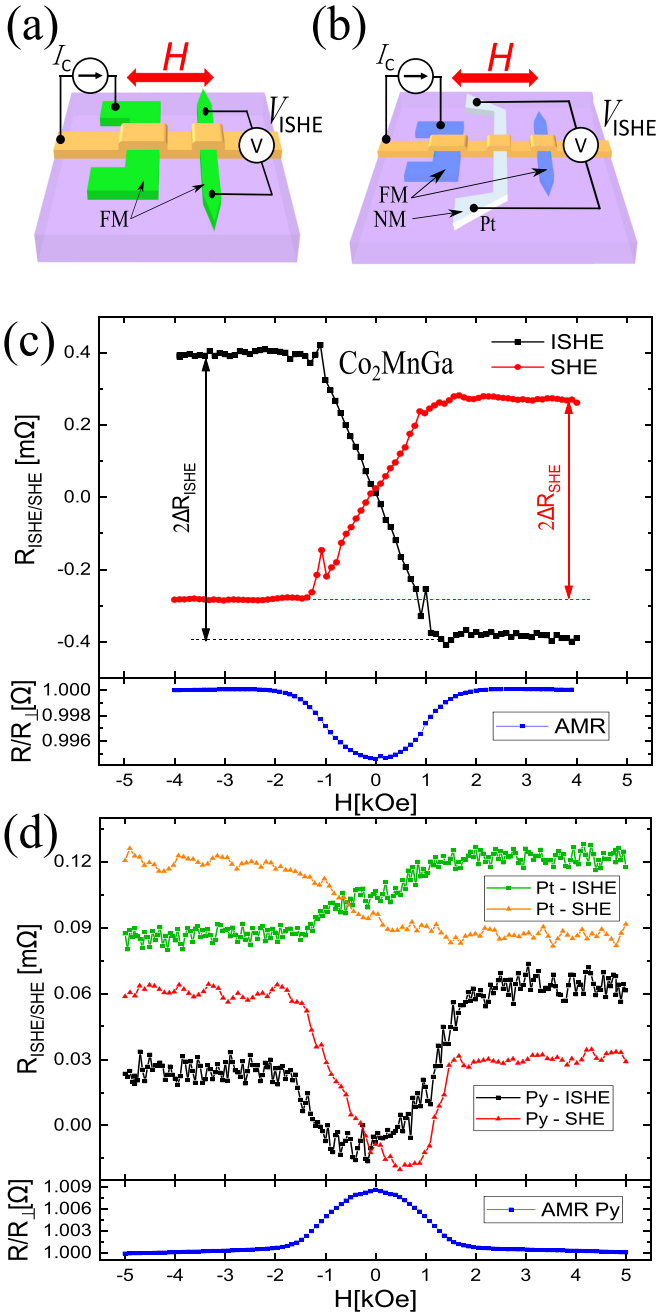 (a)
I_C
H
V_ISHE
V
FM
(b)
I_C
H
V_ISHE
V
FM
NM
Pt
(c)
Co₂MnGa
ISHE
SHE
2ΔR_ISHE
2ΔR_SHE
R_ISHE/SHE [mΩ]
0.4
0.2
0.0
-0.2
-0.4
R/R⊥[Ω]
1.000
0.998
0.996
AMR
-5 -4 -3 -2 -1 0 1 2 3 4 5
H[kOe]
(d)
R_ISHE/SHE [mΩ]
0.12
0.09
0.06
0.03
0.00
Pt - ISHE
Pt - SHE
Py - ISHE
Py - SHE
R/R⊥[Ω]
1.009
1.006
1.003
1.000
AMR Py
-5 -4 -3 -2 -1 0 1 2 3 4 5
H[kOe]